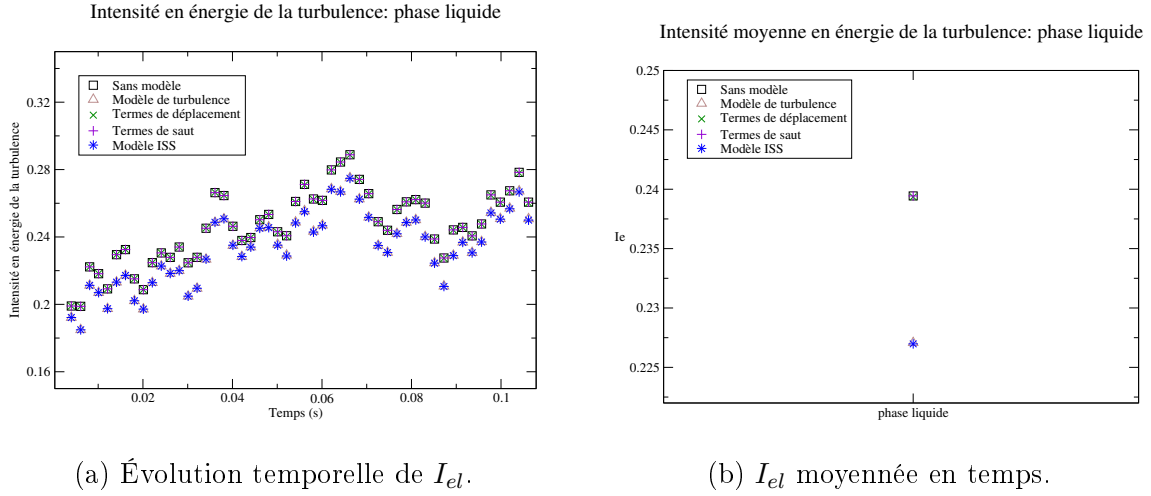 Intensité en énergie de la turbulence: phase liquide
Intensité en énergie de la turbulence
0.32
0.28
0.24
0.2
0.16
Sans modèle
Modèle de turbulence
Termes de déplacement
Termes de saut
Modèle ISS
0.02
0.04
0.06
0.08
0.1
Temps (s)
(a) Évolution temporelle de I_{el}.
Intensité moyenne en énergie de la turbulence: phase liquide
Ie
0.25
0.245
0.24
0.235
0.23
0.225
Sans modèle
Modèle de turbulence
Termes de déplacement
Termes de saut
Modèle ISS
phase liquide
(b) I_{el} moyennée en temps.